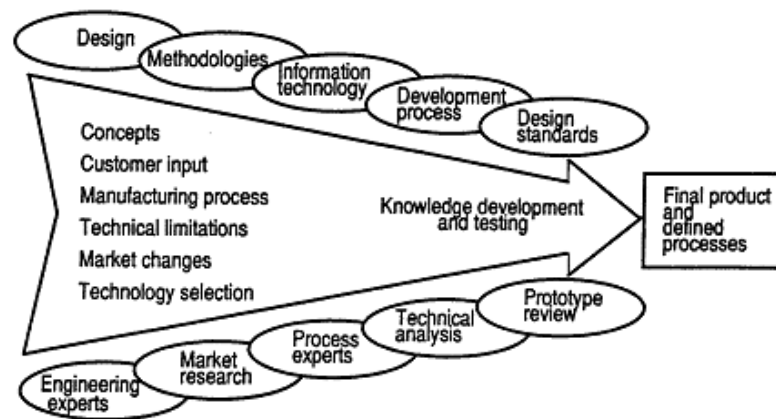 Design
Methodologies
Information
technology
Development
process
Design
standards
Concepts
Customer input
Manufacturing process
Technical limitations
Market changes
Technology selection
Knowledge development
and testing
Final product
and
defined
processes
Engineering
experts
Market
research
Process
experts
Technical
analysis
Prototype
review